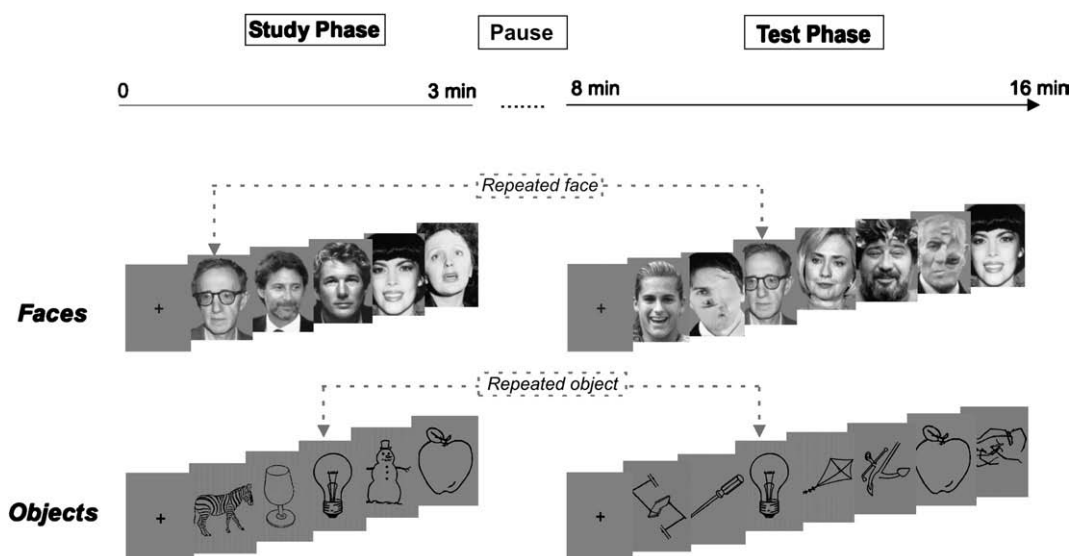 Study Phase
Pause
Test Phase
0
3 min
.......
8 min
16 min
Repeated face
Faces
Repeated object
Objects